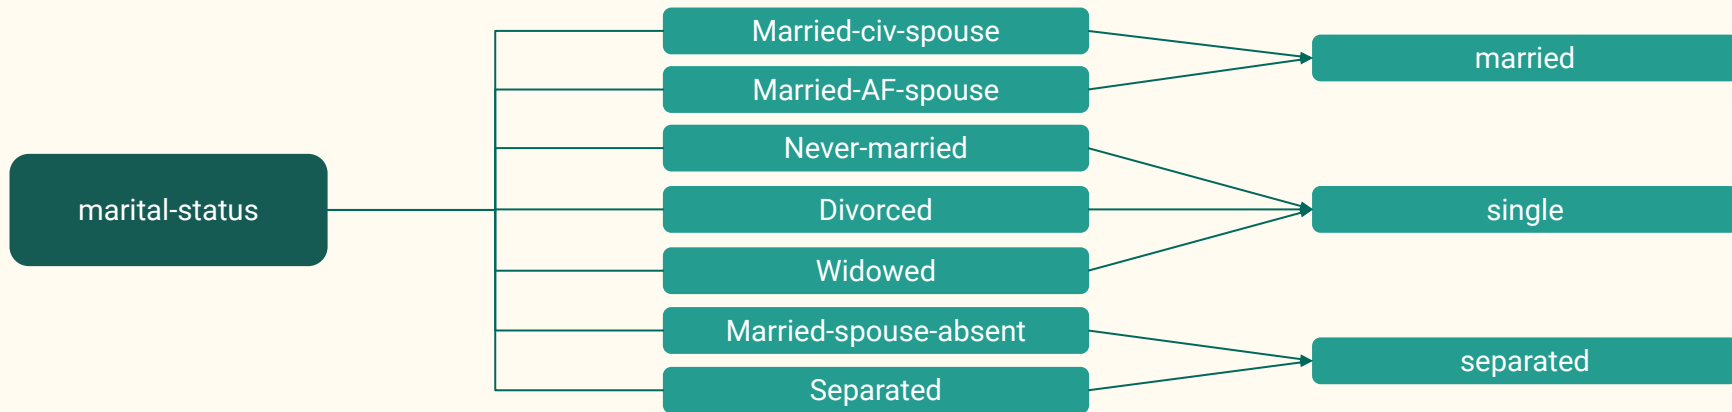 marital-status
Married-civ-spouse
Married-AF-spouse
Never-married
Divorced
Widowed
Married-spouse-absent
Separated
married
single
separated